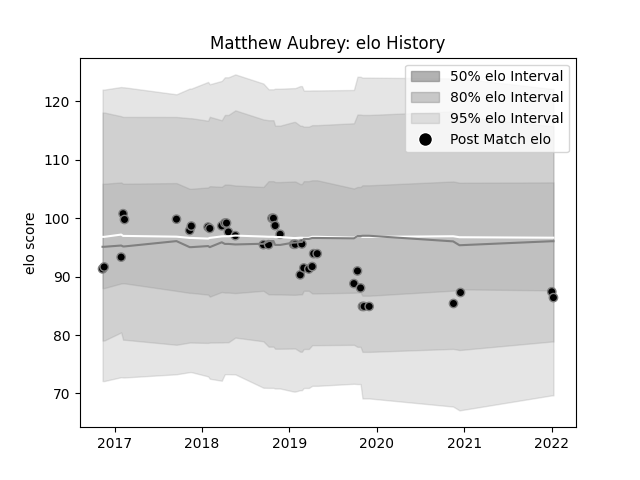 Matthew Aubrey: elo History
50% elo Interval
80% elo Interval
95% elo Interval
Post Match elo
elo score
120
110
100
90
80
70
2017 2018 2019 2020 2021 2022